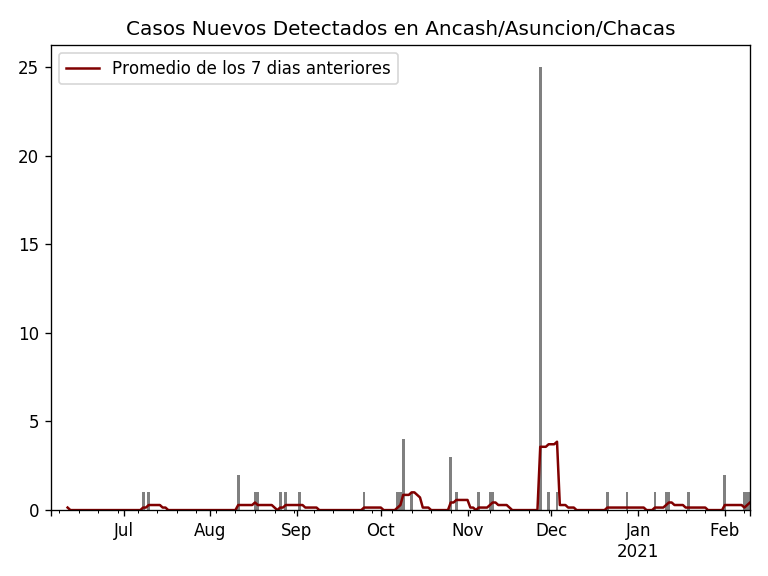 Casos Nuevos Detectados en Ancash/Asuncion/Chacas
Promedio de los 7 dias anteriores
25
20
15
10
5
0
Jul Aug Sep Oct Nov Dec Jan Feb
2021